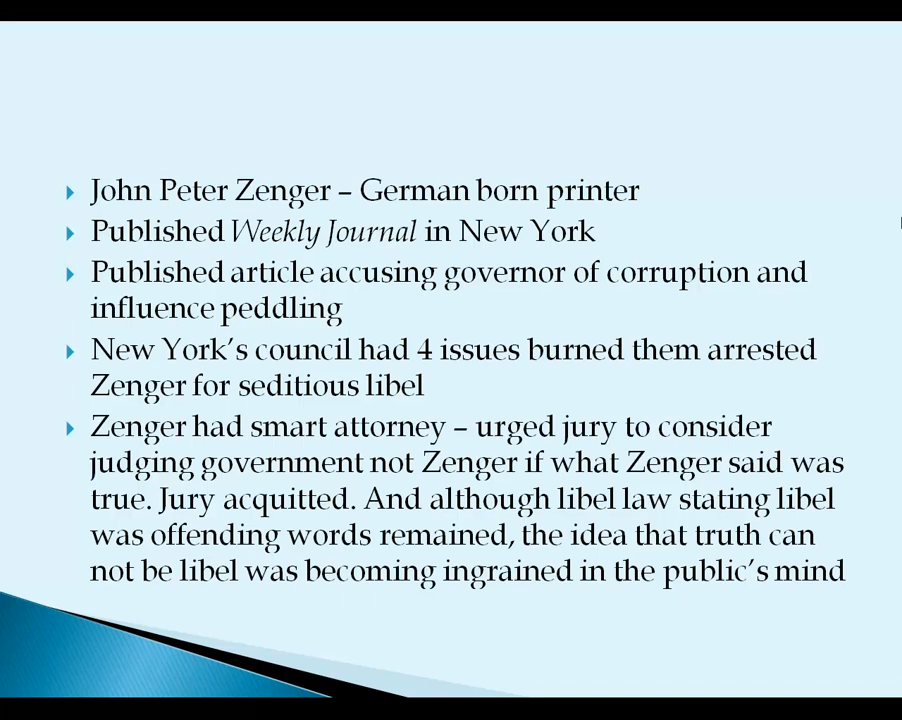 John Peter Zenger – German born printer
Published Weekly Journal in New York
Published article accusing governor of corruption and
influence peddling
New York's council had 4 issues burned them arrested
Zenger for seditious libel
Zenger had smart attorney – urged jury to consider
judging government not Zenger if what Zenger said was
true. Jury acquitted. And although libel law stating libel
was offending words remained, the idea that truth can
not be libel was becoming ingrained in the public's mind